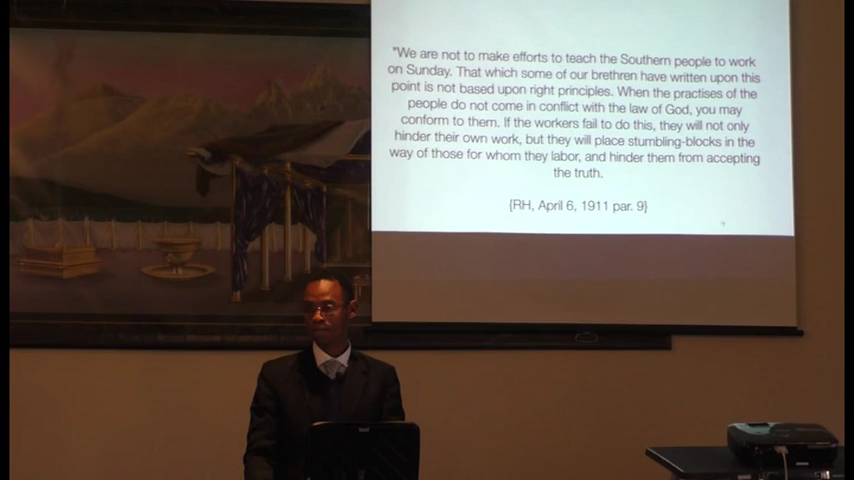 "We are not to make efforts to teach the Southern people to work
on Sunday. That which some of our brethren have written upon this
point is not based upon right principles. When the practises of the
people do not come in conflict with the law of God, you may
conform to them. If the workers fail to do this, they will not only
hinder their own work, but they will place stumbling-blocks in the
way of those for whom they labor, and hinder them from accepting
the truth.
{RH, April 6, 1911 par. 9}